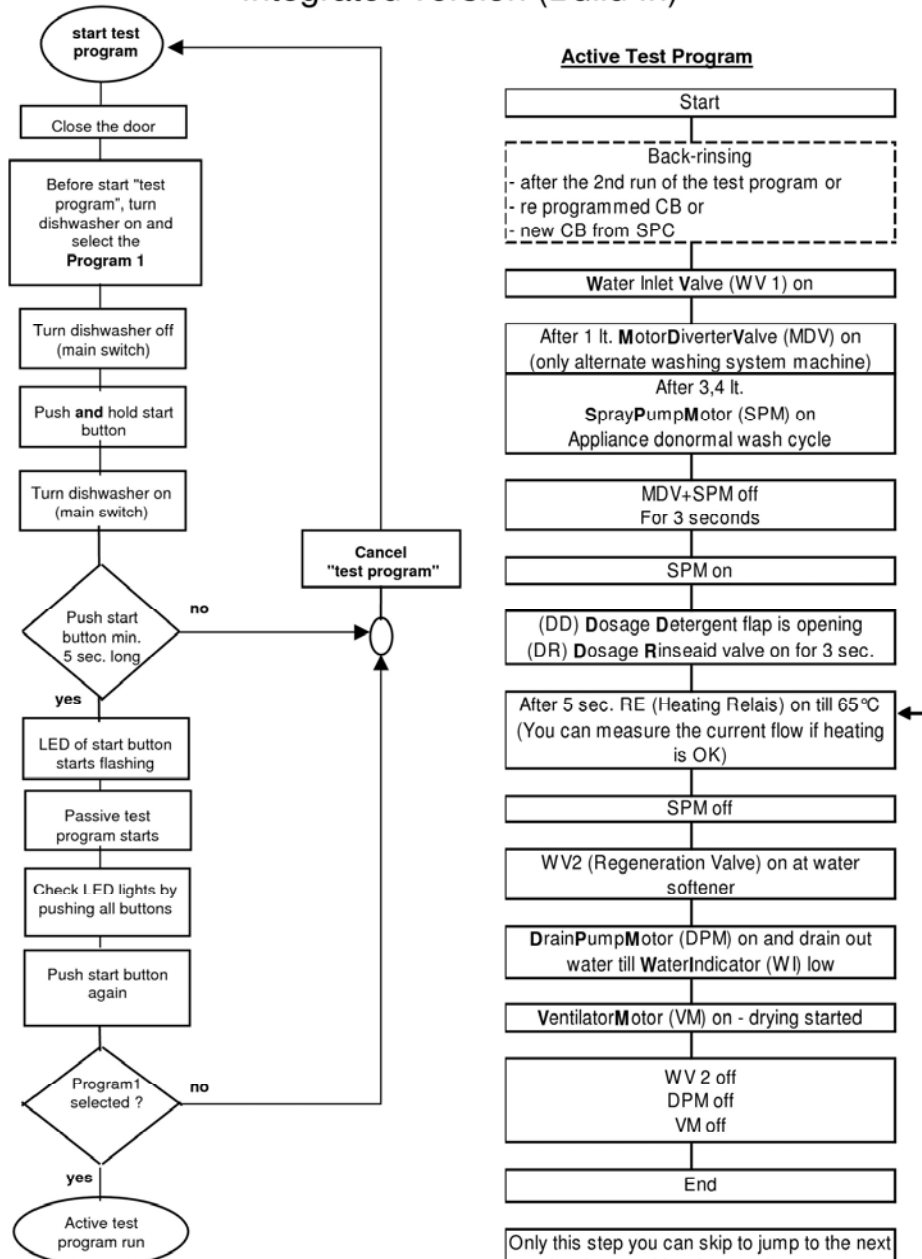 Integrated version (Build in)
start test
program
Close the door
Before start "test
program", turn
dishwasher on and
select the
Program 1
Turn dishwasher off
(main switch)
Push and hold start
button
Turn dishwasher on
(main switch)
Push start
button min.
5 sec. long
no
yes
Cancel
"test program"
LED of start button
starts flashing
Passive test
program starts
Check LED lights by
pushing all buttons
Push start button
again
Program1
selected ?
no
yes
Active test
program run
Active Test Program
Start
Back-rinsing
- after the 2nd run of the test program or
- re programmed CB or
- new CB from SPC
Water Inlet Valve (WV 1) on
After 1 lt. MotorDiverterValve (MDV) on
(only alternate washing system machine)
After 3,4 lt.
SprayPumpMotor (SPM) on
Appliance donormal wash cycle
MDV+SPM off
For 3 seconds
SPM on
(DD) Dosage Detergent flap is opening
(DR) Dosage Rinseaid valve on for 3 sec.
After 5 sec. RE (Heating Relais) on till 65°C
(You can measure the current flow if heating
is OK)
SPM off
WV2 (Regeneration Valve) on at water
softener
DrainPumpMotor (DPM) on and drain out
water till WaterIndicator (WI) low
VentilatorMotor (VM) on - drying started
WV 2 off
DPM off
VM off
End
Only this step you can skip to jump to the next